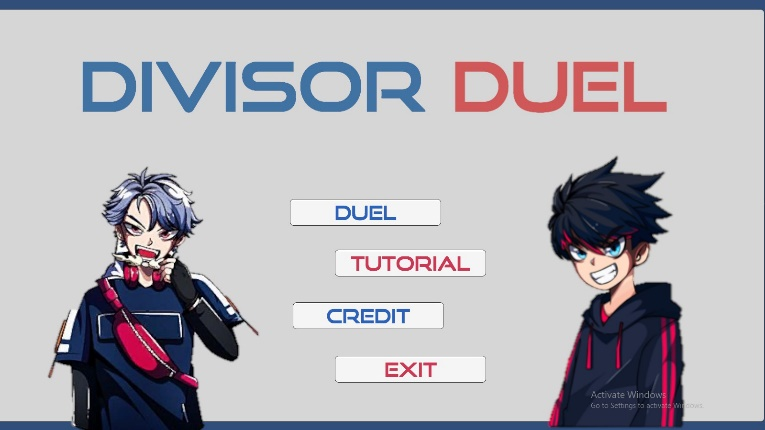 DIVISOR DUEL
DUEL
TUTORIAL
CREDIT
EXIT
Activate Windows
Go to Settings to activate Windows.